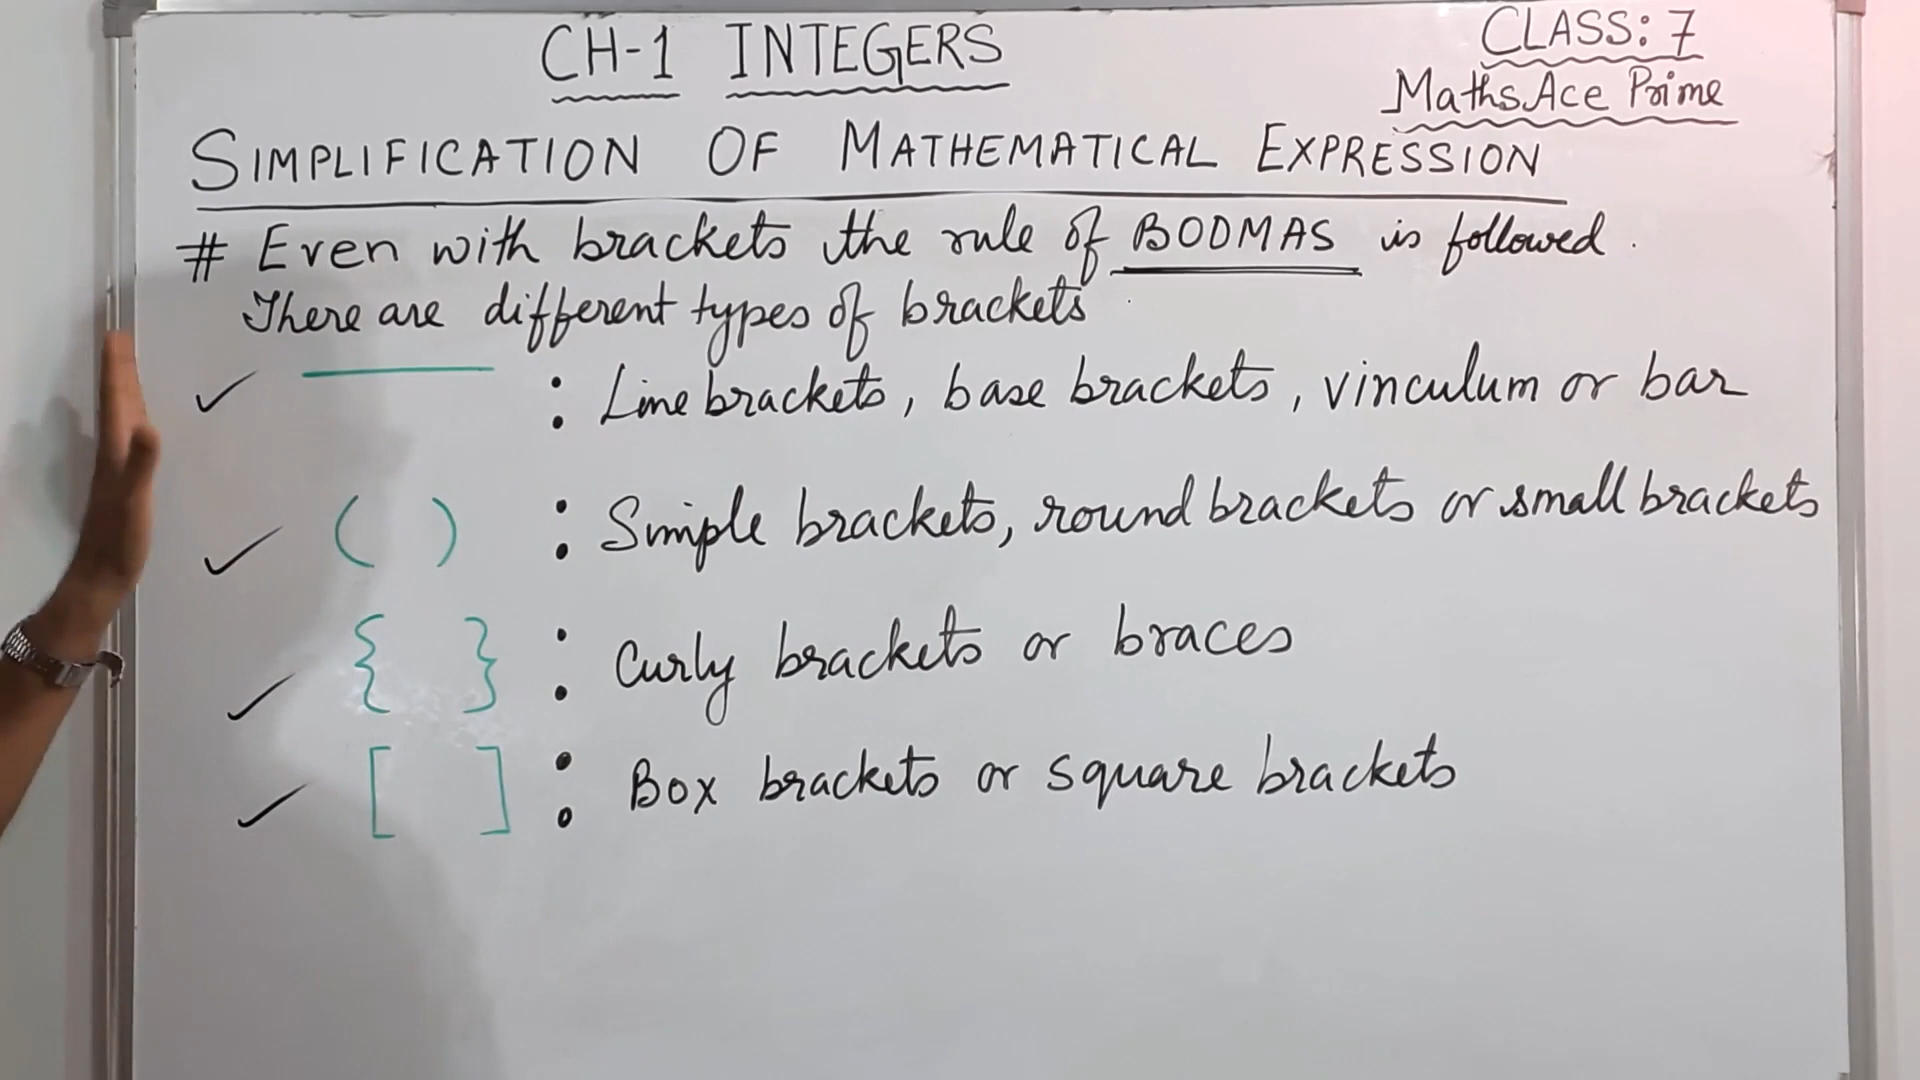 CH-1 INTEGERS
CLASS: 7
Maths Ace Prime
SIMPLIFICATION OF MATHEMATICAL EXPRESSION
# Even with brackets the rule of BODMAS is followed.
There are different types of brackets
: Line brackets, base brackets, vinculum or bar
( ) : Simple brackets, round brackets or small brackets
{ } : Curly brackets or braces
[ ] : Box brackets or square brackets